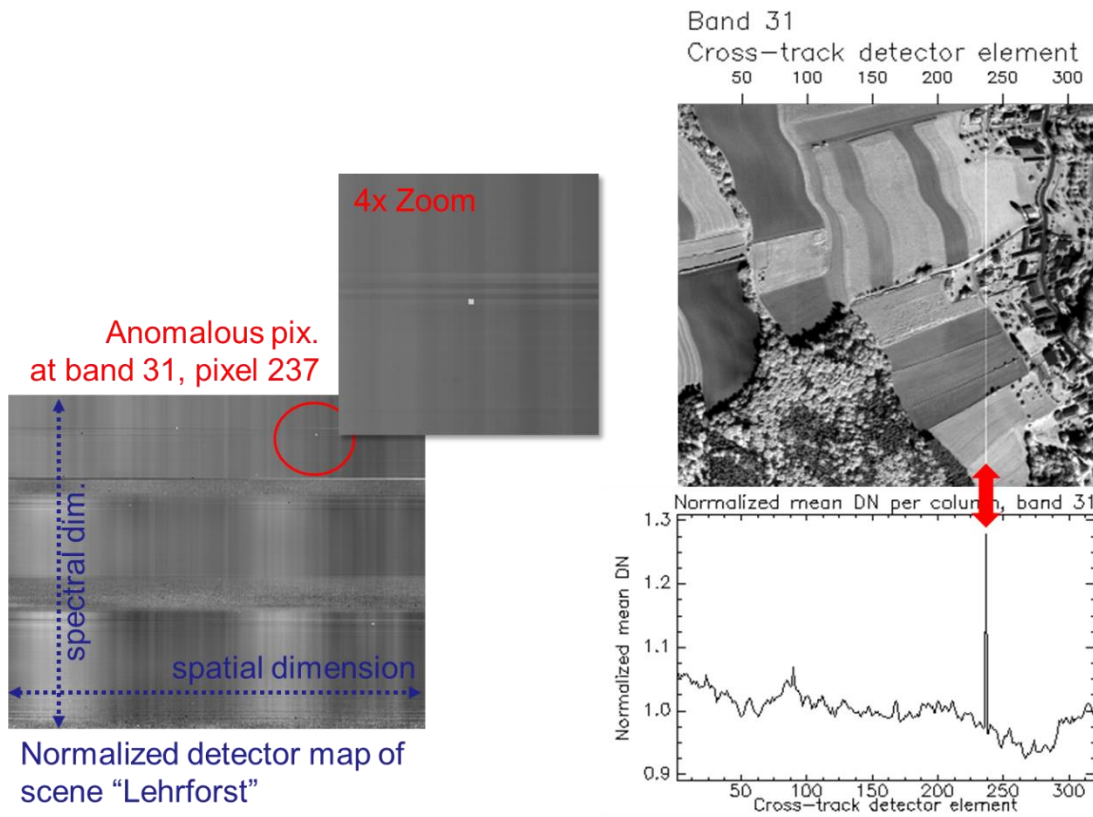 Band 31
Cross-track detector element
50 100 150 200 250 300
4x Zoom
Anomalous pix.
at band 31, pixel 237
spectral dim.
spatial dimension
Normalized detector map of
scene “Lehrforst”
Normalized mean DN per column, band 31
Normalized mean DN
1.3
1.2
1.1
1.0
0.9
50 100 150 200 250 300
Cross-track detector element